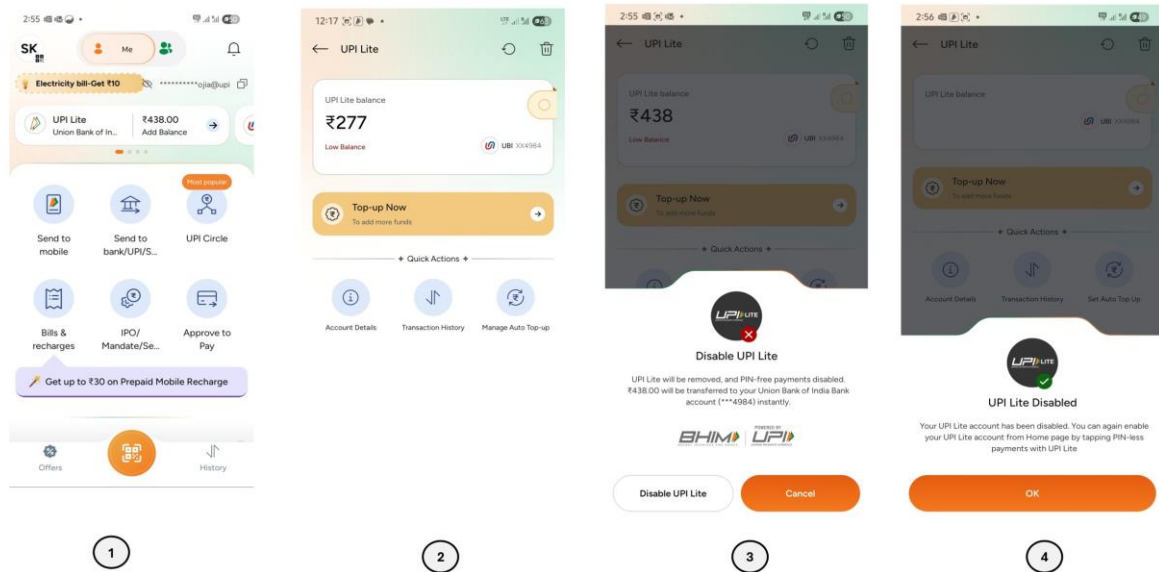 2:55
SK
Me
Electricity bill-Get ₹10
**********ojia@upi
UPI Lite
Union Bank of In...
₹438.00
Add Balance
Most popular
Send to
mobile
Send to
bank/UPI/S...
UPI Circle
Bills &
recharges
IPO/
Mandate/Se...
Approve to
Pay
Get up to ₹30 on Prepaid Mobile Recharge
Offers
History
1
12:17
UPI Lite
UPI Lite balance
₹277
Low Balance
UBI XX4984
Top-up Now
To add more funds
Quick Actions
Account Details
Transaction History
Manage Auto Top-up
2
2:55
UPI Lite
UPI Lite balance
₹438
Low Balance
UBI XX4984
Top-up Now
To add more funds
Quick Actions
UPI LITE
Disable UPI Lite
UPI Lite will be removed, and PIN-free payments disabled.
₹438.00 will be transferred to your Union Bank of India Bank
account (***4984) instantly.
BHIM
POWERED BY
UPI
Disable UPI Lite
Cancel
3
2:56
UPI Lite
UPI Lite balance
UBI XX4984
Top-up Now
To add more funds
Quick Actions
Account Details
Transaction History
Set Auto Top Up
UPI LITE
UPI Lite Disabled
Your UPI Lite account has been disabled. You can again enable
your UPI Lite account from Home page by tapping PIN-less
payments with UPI Lite
OK
4